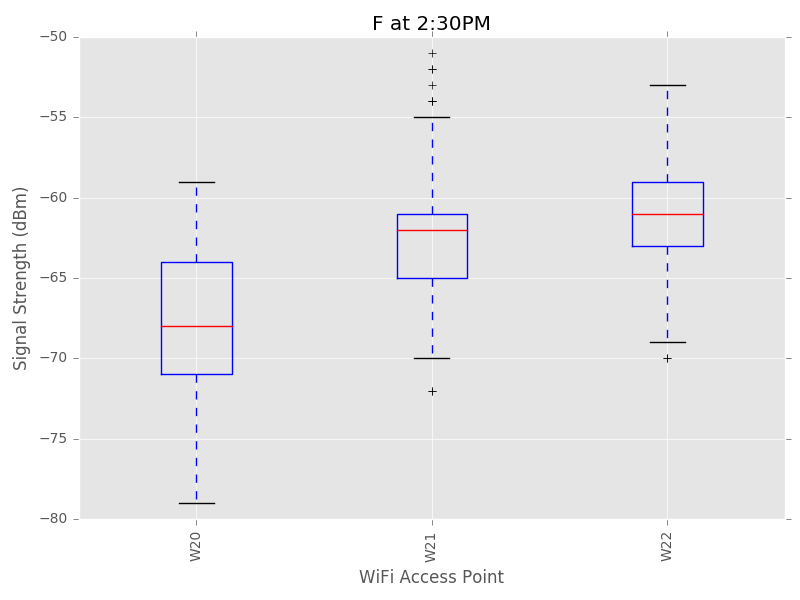 F at 2:30PM
−50
−55
−60
−65
−70
−75
−80
Signal Strength (dBm)
W20
W21
W22
WiFi Access Point